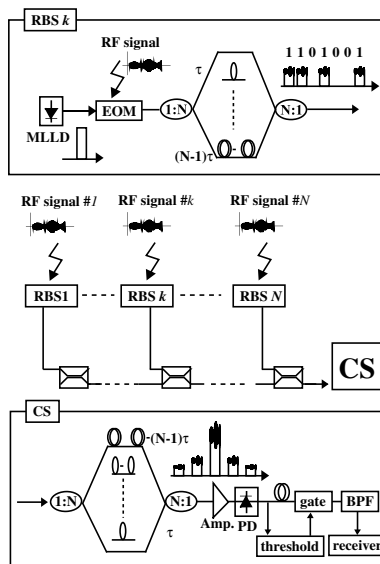 RBS k
RF signal
1 1 0 1 0 0 1
τ
EOM
1:N
N:1
MLLD
(N-1)τ
RF signal #1
RF signal #k
RF signal #N
RBS1
RBS k
RBS N
CS
CS
(N-1)τ
1:N
N:1
τ
Amp.
PD
gate
BPF
threshold
receiver